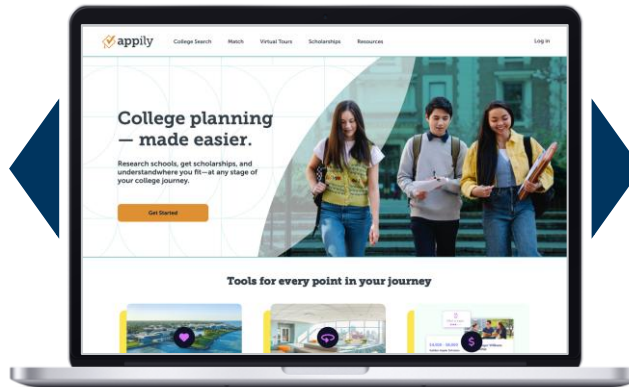 appily
College Search Match Virtual Tours Scholarships Resources Log in
College planning
— made easier.
Research schools, get scholarships, and
understandwhere you fit—at any stage of
your college journey.
Get Started
Tools for every point in your journey